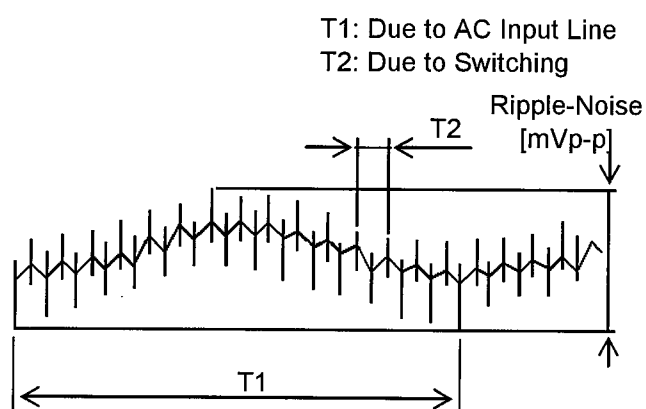 T1: Due to AC Input Line
T2: Due to Switching
Ripple-Noise
[mVp-p]
T2
T1